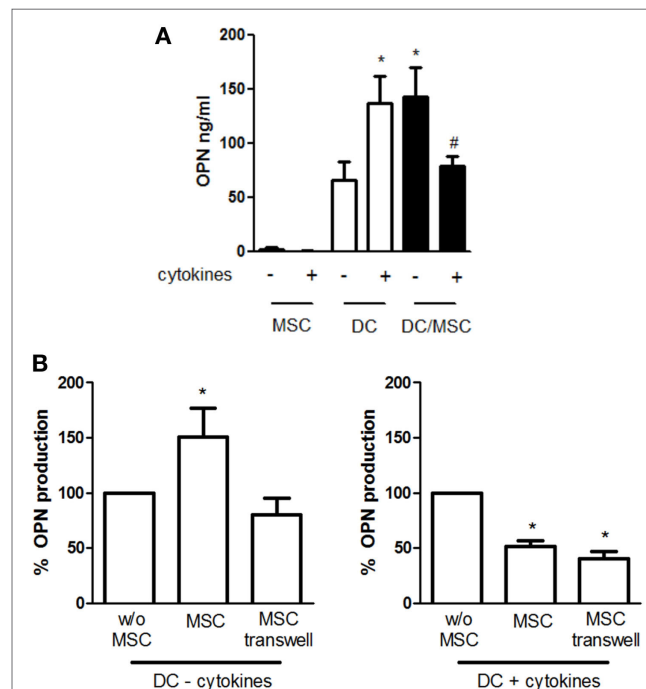 A
OPN ng/ml
200
150
100
50
0
* *
#
cytokines - + - + - +
MSC DC DC/MSC
B
% OPN production
200
150
100
50
0
*
w/o MSC MSC MSC transwell
DC - cytokines
% OPN production
200
150
100
50
0
* *
w/o MSC MSC MSC transwell
DC + cytokines